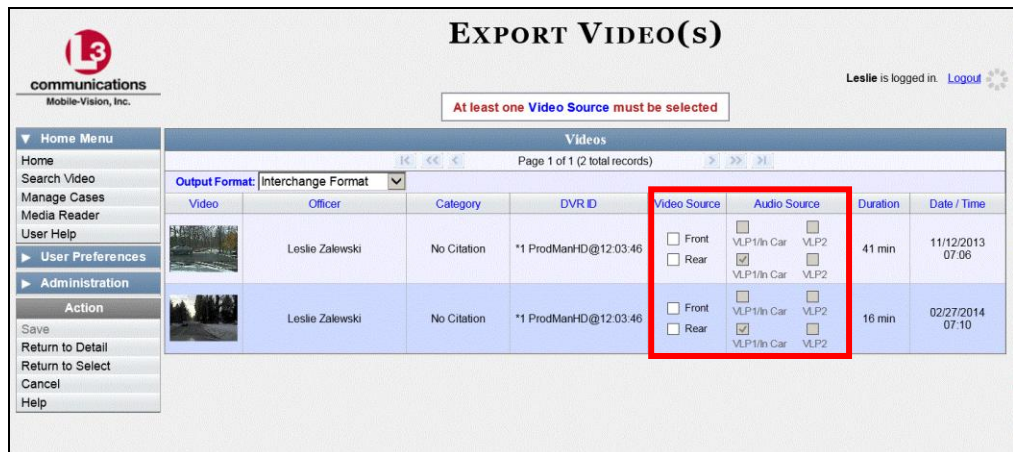 EXPORT VIDEO(S)
L3
communications
Mobile-Vision, Inc.
Leslie is logged in. Logout
At least one Video Source must be selected
Home Menu
Home
Search Video
Manage Cases
Media Reader
User Help
User Preferences
Administration
Action
Save
Return to Detail
Return to Select
Cancel
Help
Videos
Page 1 of 1 (2 total records)
Output Format: Interchange Format
Video Officer Category DVR ID Video Source Audio Source Duration Date / Time
Leslie Zalewski No Citation *1 ProdManHD@12:03:46 Front VLP1/In Car VLP2 41 min 11/12/2013 07:06
Rear VLP1/In Car VLP2
Leslie Zalewski No Citation *1 ProdManHD@12:03:46 Front VLP1/In Car VLP2 16 min 02/27/2014 07:10
Rear VLP1/In Car VLP2